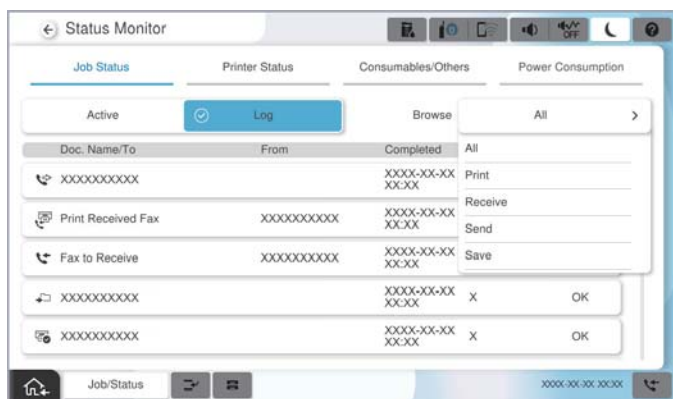 Status Monitor
OFF
Job Status Printer Status Consumables/Others Power Consumption
Active Log Browse All
Doc. Name/To From Completed
All
Print
Receive
Send
Save
XXXXXXXXXX XXXX-XX-XX
XX:XX
Print Received Fax XXXXXXXXXX XXXX-XX-XX
XX:XX
Fax to Receive XXXXXXXXXX XXXX-XX-XX
XX:XX
XXXXXXXXXX XXXX-XX-XX
XX:XX X OK
XXXXXXXXXX XXXX-XX-XX
XX:XX X OK
Job/Status XXXX-XX-XX XX:XX